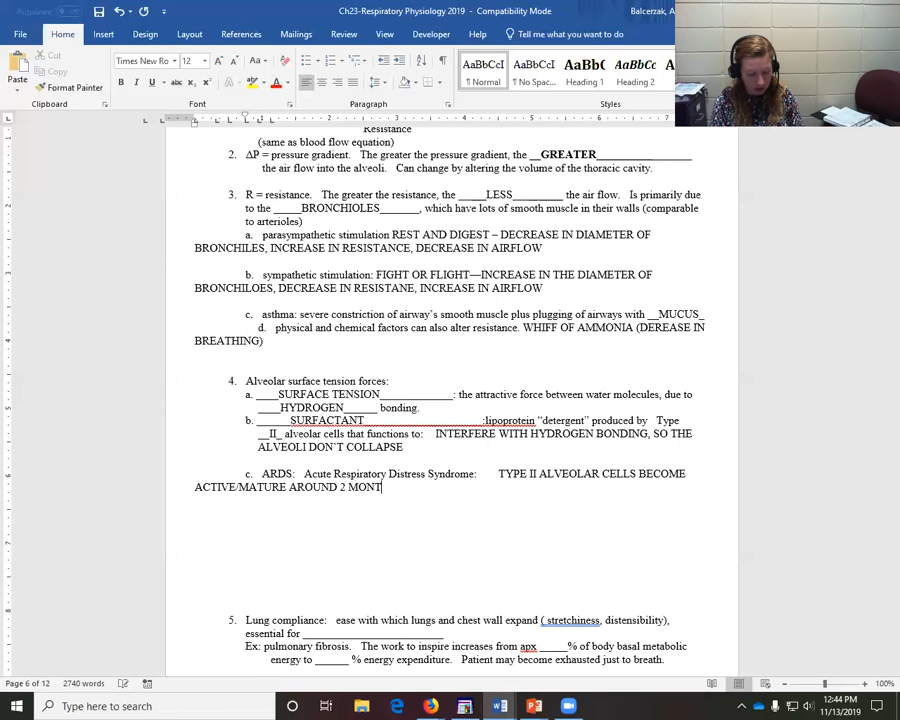 AutoSave
Ch23-Respiratory Physiology 2019 - Compatibility Mode
Balcerzak, A
File Home Insert Design Layout References Mailings Review View Developer Tell me what you want to do
Paste
Cut
Copy
Format Painter
Times New Ro 12
AaBbCcI AaBbCcI AaBbC AaBbCcI
¶ Normal ¶ No Spac... Heading 1 Heading 2
Clipboard Font Paragraph Styles
Resistance
(same as blood flow equation)
2. ΔP = pressure gradient. The greater the pressure gradient, the __GREATER______________
the air flow into the alveoli. Can change by altering the volume of the thoracic cavity.
3. R = resistance. The greater the resistance, the _____LESS_________ the air flow. Is primarily due
to the _____BRONCHIOLES_______, which have lots of smooth muscle in their walls (comparable
to arterioles)
a. parasympathetic stimulation REST AND DIGEST – DECREASE IN DIAMETER OF
BRONCHILES, INCREASE IN RESISTANCE, DECREASE IN AIRFLOW
b. sympathetic stimulation: FIGHT OR FLIGHT—INCREASE IN THE DIAMETER OF
BRONCHILOES, DECREASE IN RESISTANE, INCREASE IN AIRFLOW
c. asthma: severe constriction of airway's smooth muscle plus plugging of airways with __MUCUS_
d. physical and chemical factors can also alter resistance. WHIFF OF AMMONIA (DEREASE IN
BREATHING)
4. Alveolar surface tension forces:
a. ____SURFACE TENSION_____________: the attractive force between water molecules, due to
____HYDROGEN______ bonding.
b. ______SURFACTANT_____________________:lipoprotein "detergent" produced by Type
__II_ alveolar cells that functions to: INTERFERE WITH HYDROGEN BONDING, SO THE
ALVEOLI DON'T COLLAPSE
c. ARDS: Acute Respiratory Distress Syndrome: TYPE II ALVEOLAR CELLS BECOME
ACTIVE/MATURE AROUND 2 MONT
5. Lung compliance: ease with which lungs and chest wall expand ( stretchiness, distensibility),
essential for _______________________
Ex: pulmonary fibrosis. The work to inspire increases from apx _____% of body basal metabolic
energy to ______ % energy expenditure. Patient may become exhausted just to breath.
Page 6 of 12 2740 words 100%
Type here to search
12:44 PM
11/13/2019